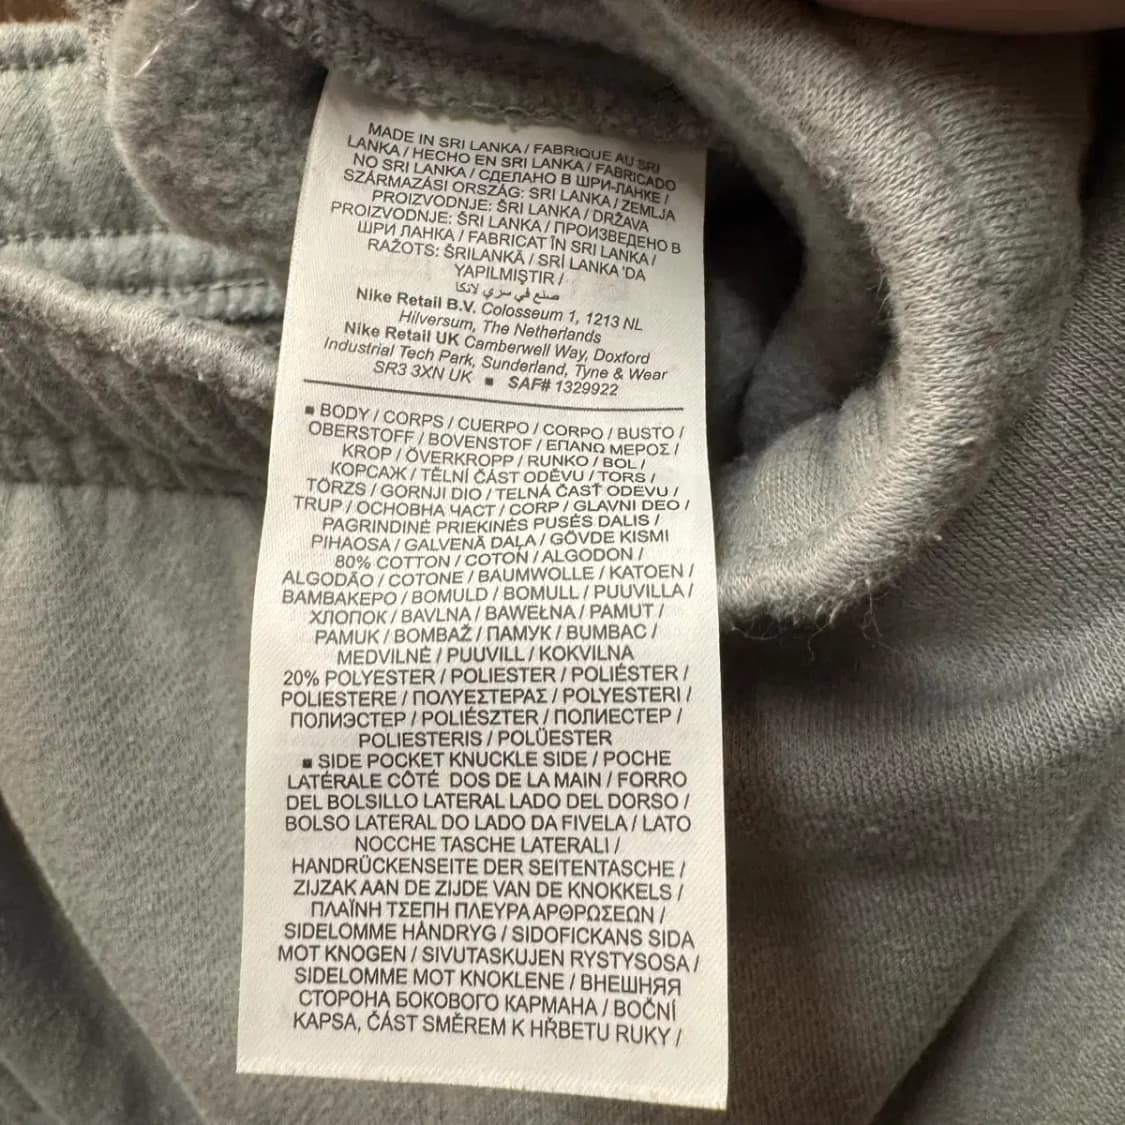 MADE IN SRI LANKA / FABRIQUE AU SRI
LANKA / HECHO EN SRI LANKA / FABRICADO
NO SRI LANKA / СДЕЛАНО В ШРИ-ЛАНКЕ /
SZÁRMAZÁSI ORSZÁG: SRI LANKA / ZEMLJA
PROIZVODNJE: ŠRI LANKA / DRŽAVA
PROIZVODNJE: ŠRI LANKA / ПРОИЗВЕДЕНО В
ШРИ ЛАНКА / FABRICAT ÎN SRI LANKA /
RAŽOTS: ŠRILANKĀ / SRİ LANKA 'DA
YAPILMIŞTIR /
صنع في سري لانكا
Nike Retail B.V. Colosseum 1, 1213 NL
Hilversum, The Netherlands
Nike Retail UK Camberwell Way, Doxford
Industrial Tech Park, Sunderland, Tyne & Wear
SR3 3XN UK ■ SAF# 1329922
■ BODY / CORPS / CUERPO / CORPO / BUSTO /
OBERSTOFF / BOVENSTOF / ΕΠΑΝΩ ΜΕΡΟΣ /
KROP / ÖVERKROPP / RUNKO / BOL /
КОРСАЖ / TĚLNÍ ČÁST ODĚVU / TORS /
TÖRZS / GORNJI DIO / TELNÁ ČASŤ ODEVU /
TRUP / ОСНОВНА ЧАСТ / CORP / GLAVNI DEO /
PAGRINDINĖ PRIEKINĖS PUSĖS DALIS /
PIHAOSA / GALVENĀ DAĻA / GÖVDE KISMI
80% COTTON / COTON / ALGODON /
ALGODÃO / COTONE / BAUMWOLLE / KATOEN /
ΒΑΜΒΑΚΕΡΟ / BOMULD / BOMULL / PUUVILLA /
ХЛОПОК / BAVLNA / BAWEŁNA / PAMUT /
PAMUK / BOMBAŽ / ПАМУК / BUMBAC /
MEDVILNĖ / PUUVILL / KOKVILNA
20% POLYESTER / POLIESTER / POLIÉSTER /
POLIESTERE / ΠΟΛΥΕΣΤΕΡΑΣ / POLYESTERI /
ПОЛИЭСТЕР / POLIÉSZTER / ПОЛИЕСТЕР /
POLIESTERIS / POLÜESTER
■ SIDE POCKET KNUCKLE SIDE / POCHE
LATÉRALE CÔTÉ DOS DE LA MAIN / FORRO
DEL BOLSILLO LATERAL LADO DEL DORSO /
BOLSO LATERAL DO LADO DA FIVELA / LATO
NOCCHE TASCHE LATERALI /
HANDRÜCKENSEITE DER SEITENTASCHE /
ZIJZAK AAN DE ZIJDE VAN DE KNOKKELS /
ΠΛΑΪΝΗ ΤΣΕΠΗ ΠΛΕΥΡΑ ΑΡΘΡΩΣΕΩΝ /
SIDELOMME HÅNDRYG / SIDOFICKANS SIDA
MOT KNOGEN / SIVUTASKUJEN RYSTYSOSA /
SIDELOMME MOT KNOKLENE / ВНЕШНЯЯ
СТОРОНА БОКОВОГО КАРМАНА / BOČNÍ
KAPSA, ČÁST SMĚREM K HŘBETU RUKY /